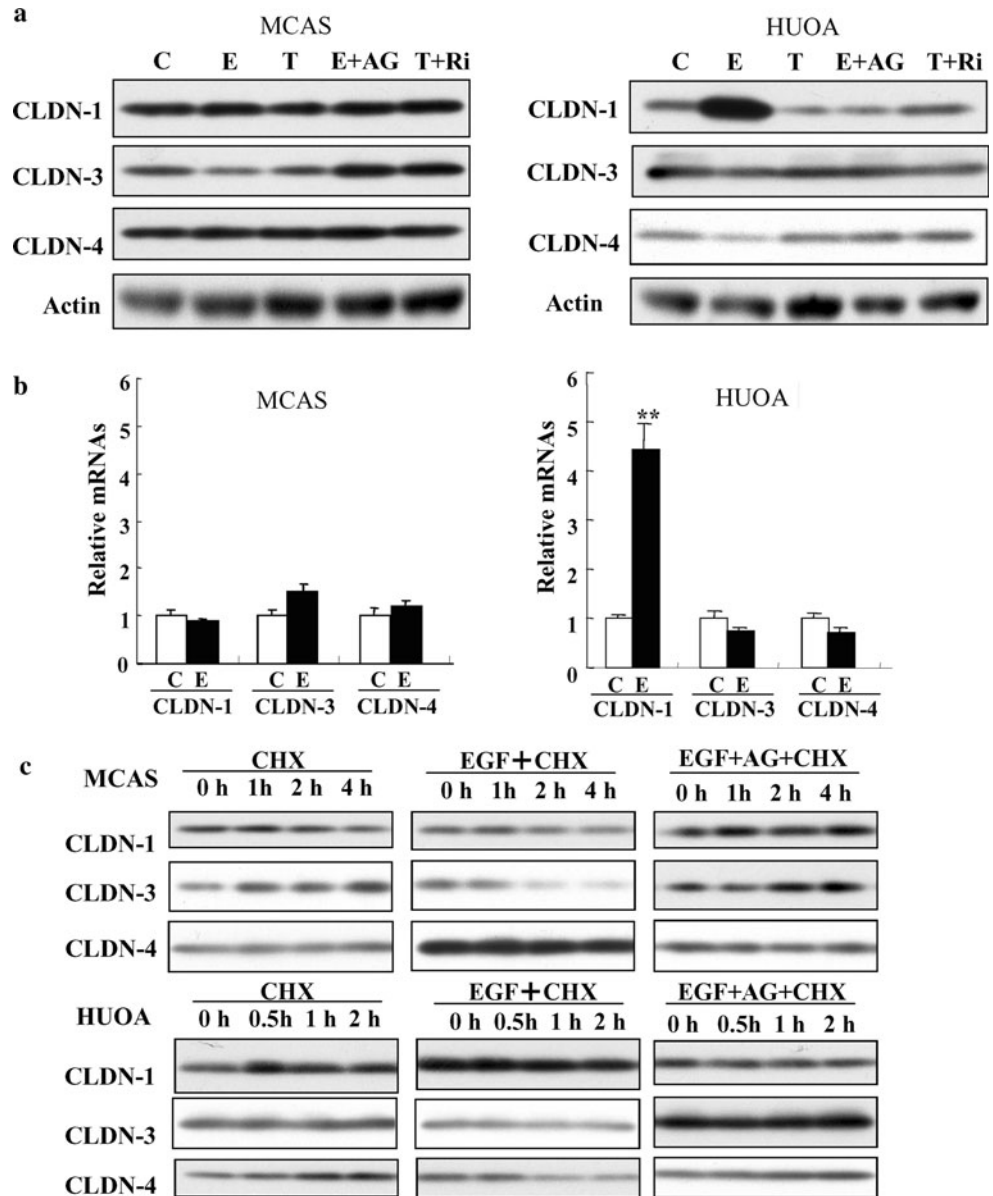 a
MCAS
C E T E+AG T+Ri
CLDN-1
CLDN-3
CLDN-4
Actin
HUOA
C E T E+AG T+Ri
CLDN-1
CLDN-3
CLDN-4
Actin
b
MCAS
Relative mRNAs
6
5
4
3
2
1
0
C E C E C E
CLDN-1 CLDN-3 CLDN-4
HUOA
**
Relative mRNAs
6
5
4
3
2
1
0
C E C E C E
CLDN-1 CLDN-3 CLDN-4
c
MCAS
CHX EGF+CHX EGF+AG+CHX
0 h 1h 2 h 4 h 0 h 1h 2 h 4 h 0 h 1h 2 h 4 h
CLDN-1
CLDN-3
CLDN-4
HUOA
CHX EGF+CHX EGF+AG+CHX
0 h 0.5h 1 h 2 h 0 h 0.5h 1 h 2 h 0 h 0.5h 1 h 2 h
CLDN-1
CLDN-3
CLDN-4